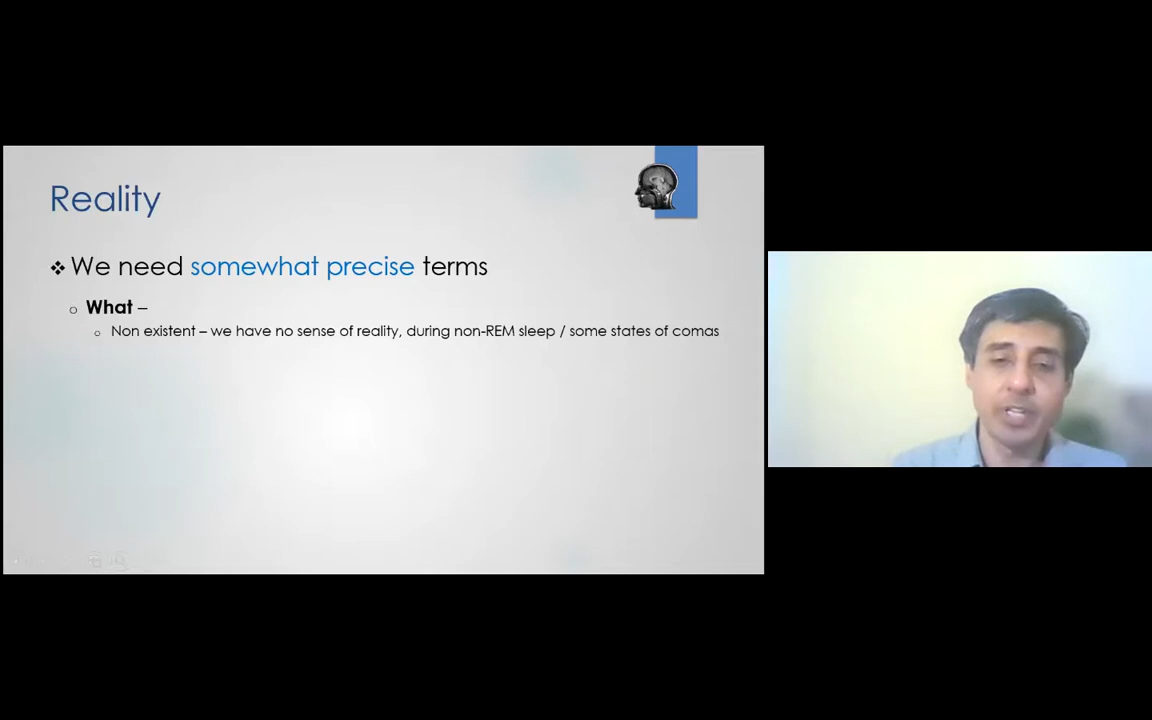 Reality
❖ We need somewhat precise terms
o What –
o Non existent – we have no sense of reality, during non-REM sleep / some states of comas